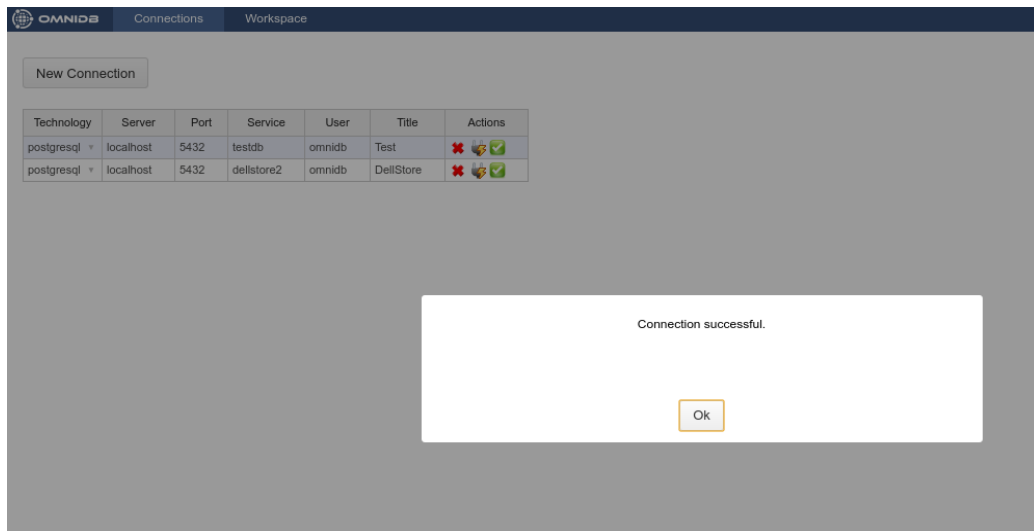 OMNIDB Connections Workspace
New Connection
Technology Server Port Service User Title Actions
postgresql localhost 5432 testdb omnidb Test
postgresql localhost 5432 dellstore2 omnidb DellStore
Connection successful.
Ok